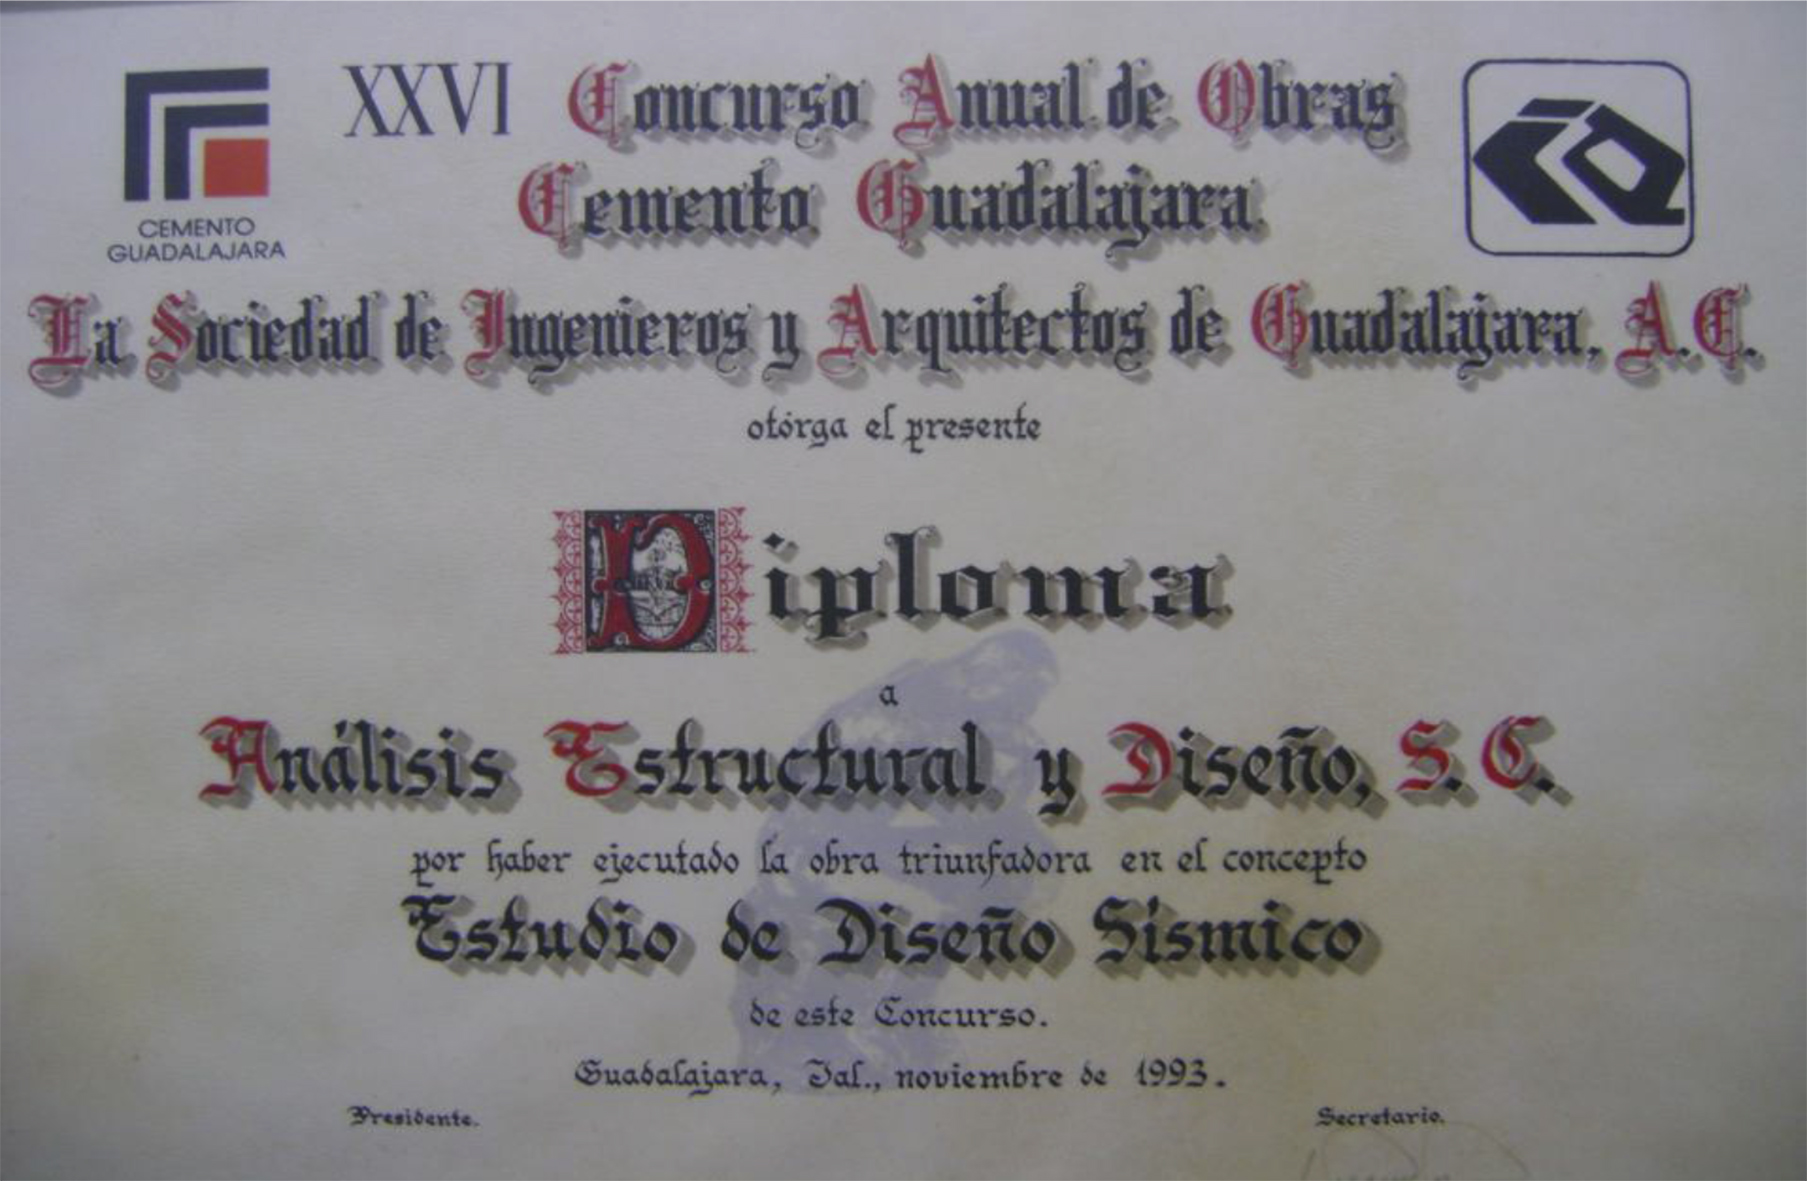 XXVI Concurso Anual de Obras
Cemento Guadalajara.
CEMENTO
GUADALAJARA
La Sociedad de Ingenieros y Arquitectos de Guadalajara, A.C.
otórga el presente
Diploma
a
Análisis Estructural y Diseño, S.C.
por haber ejecutado la obra triunfadora en el concepto
Estudio de Diseño Sísmico
de este Concurso.
Guadalajara, Jal., noviembre de 1993.
Presidente.
Secretario.